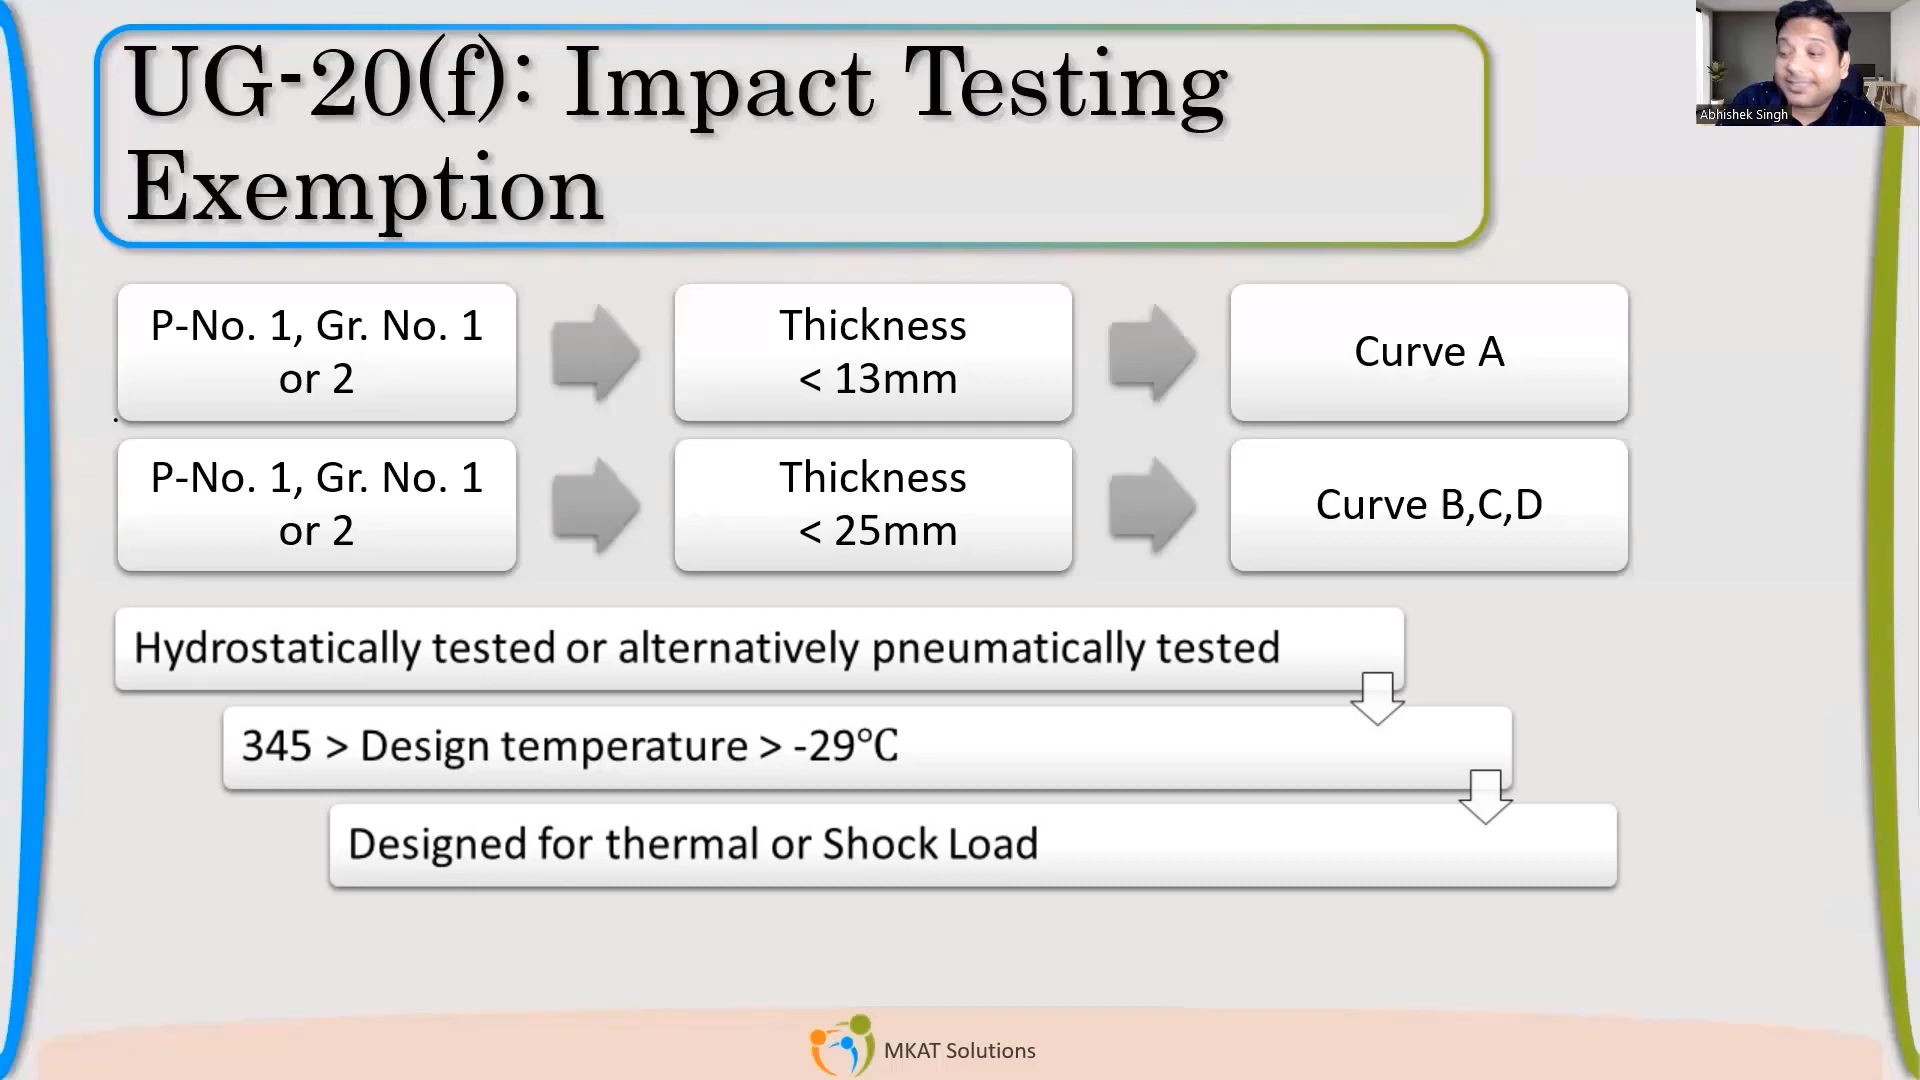 UG-20(f): Impact Testing
Exemption
Abhishek Singh
P-No. 1, Gr. No. 1
or 2
Thickness
< 13mm
Curve A
P-No. 1, Gr. No. 1
or 2
Thickness
< 25mm
Curve B,C,D
Hydrostatically tested or alternatively pneumatically tested
345 > Design temperature > -29℃
Designed for thermal or Shock Load
MKAT Solutions